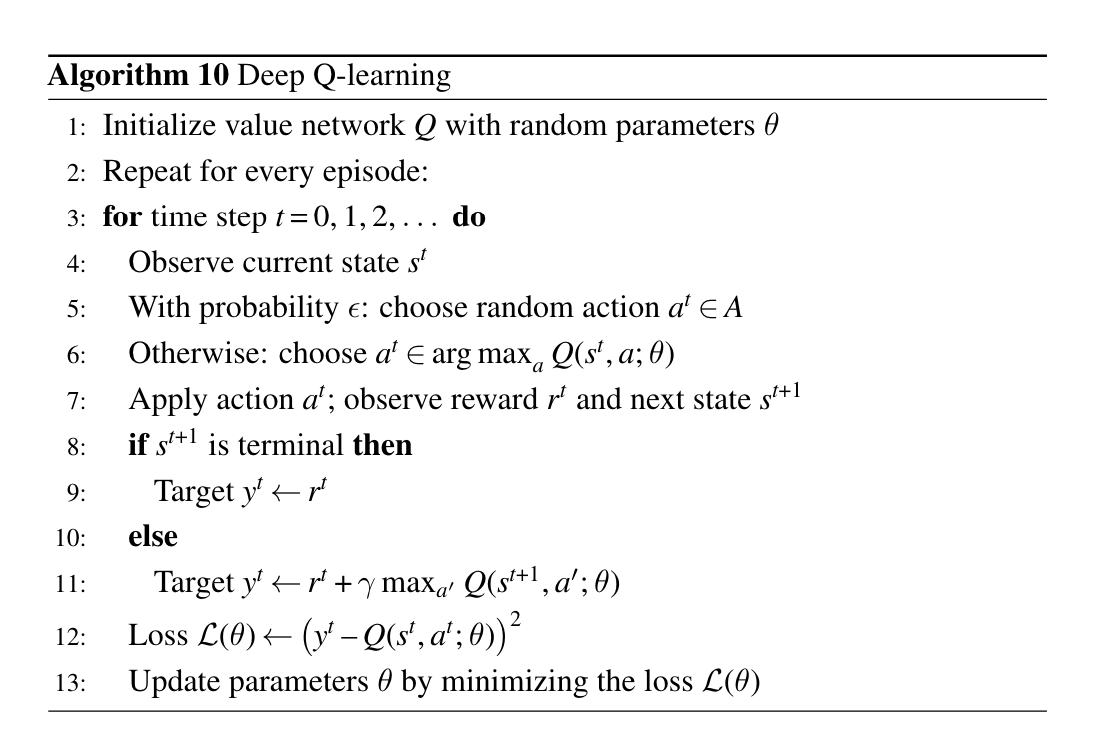 Algorithm 10 Deep Q-learning
1: Initialize value network Q with random parameters θ
2: Repeat for every episode:
3: for time step t = 0, 1, 2, . . . do
4: Observe current state s^t
5: With probability ϵ: choose random action a^t ∈ A
6: Otherwise: choose a^t ∈ arg max_a Q(s^t, a; θ)
7: Apply action a^t; observe reward r^t and next state s^{t+1}
8: if s^{t+1} is terminal then
9: Target y^t ← r^t
10: else
11: Target y^t ← r^t + γ max_{a′} Q(s^{t+1}, a′; θ)
12: Loss ℒ(θ) ← (y^t – Q(s^t, a^t; θ))^2
13: Update parameters θ by minimizing the loss ℒ(θ)